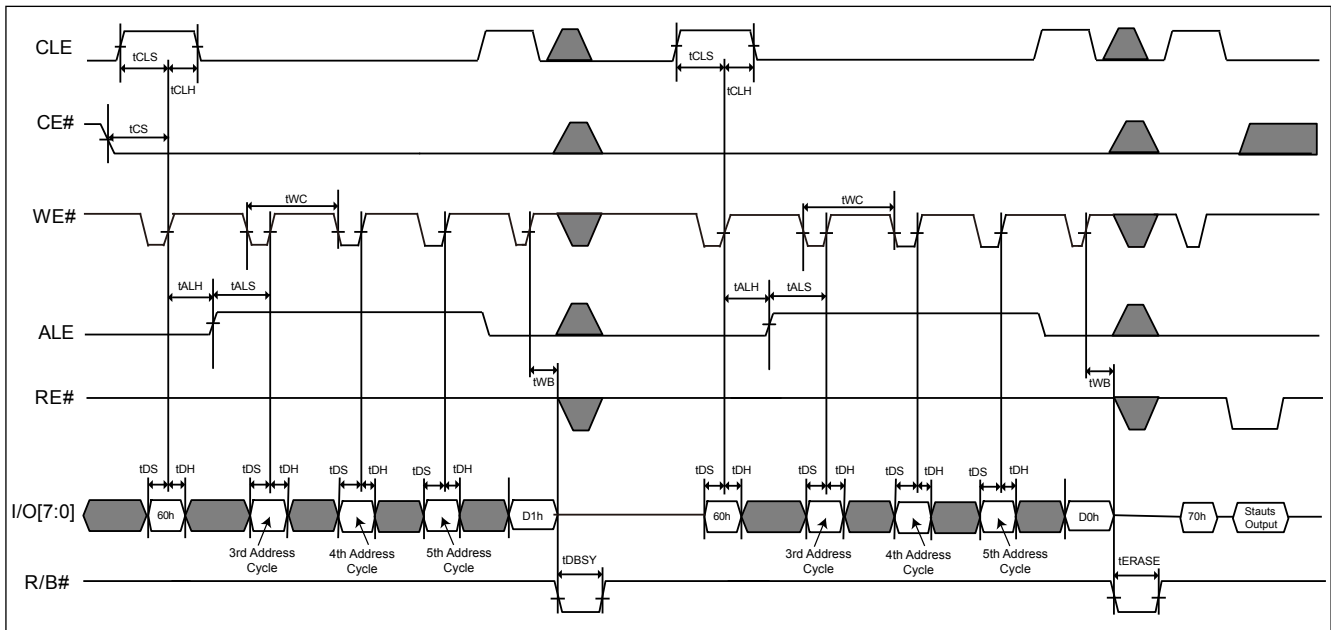 CLE
tCLS
tCLH
tCLS
tCLH
CE#
tCS
WE#
tWC
tWC
ALE
tALH
tALS
tALH
tALS
tWB
tWB
RE#
I/O[7:0]
tDS
tDH
tDS
tDH
tDS
tDH
tDS
tDH
tDS
tDH
tDS
tDH
tDS
tDH
tDS
tDH
60h
D1h
60h
D0h
70h
Stauts
Output
3rd Address
Cycle
4th Address
Cycle
5th Address
Cycle
3rd Address
Cycle
4th Address
Cycle
5th Address
Cycle
R/B#
tDBSY
tERASE